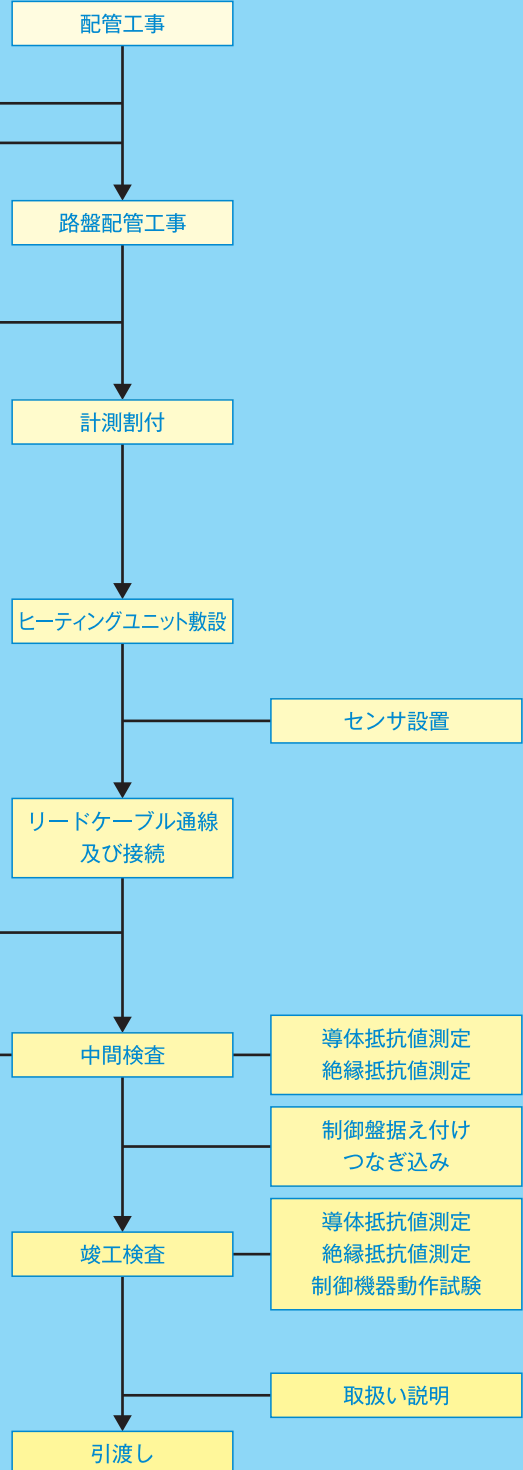 配管工事
路盤配管工事
計測割付
ヒーティングユニット敷設
センサ設置
リードケーブル通線
及び接続
中間検査
導体抵抗値測定
絶縁抵抗値測定
制御盤据え付け
つなぎ込み
竣工検査
導体抵抗値測定
絶縁抵抗値測定
制御機器動作試験
取扱い説明
引渡し